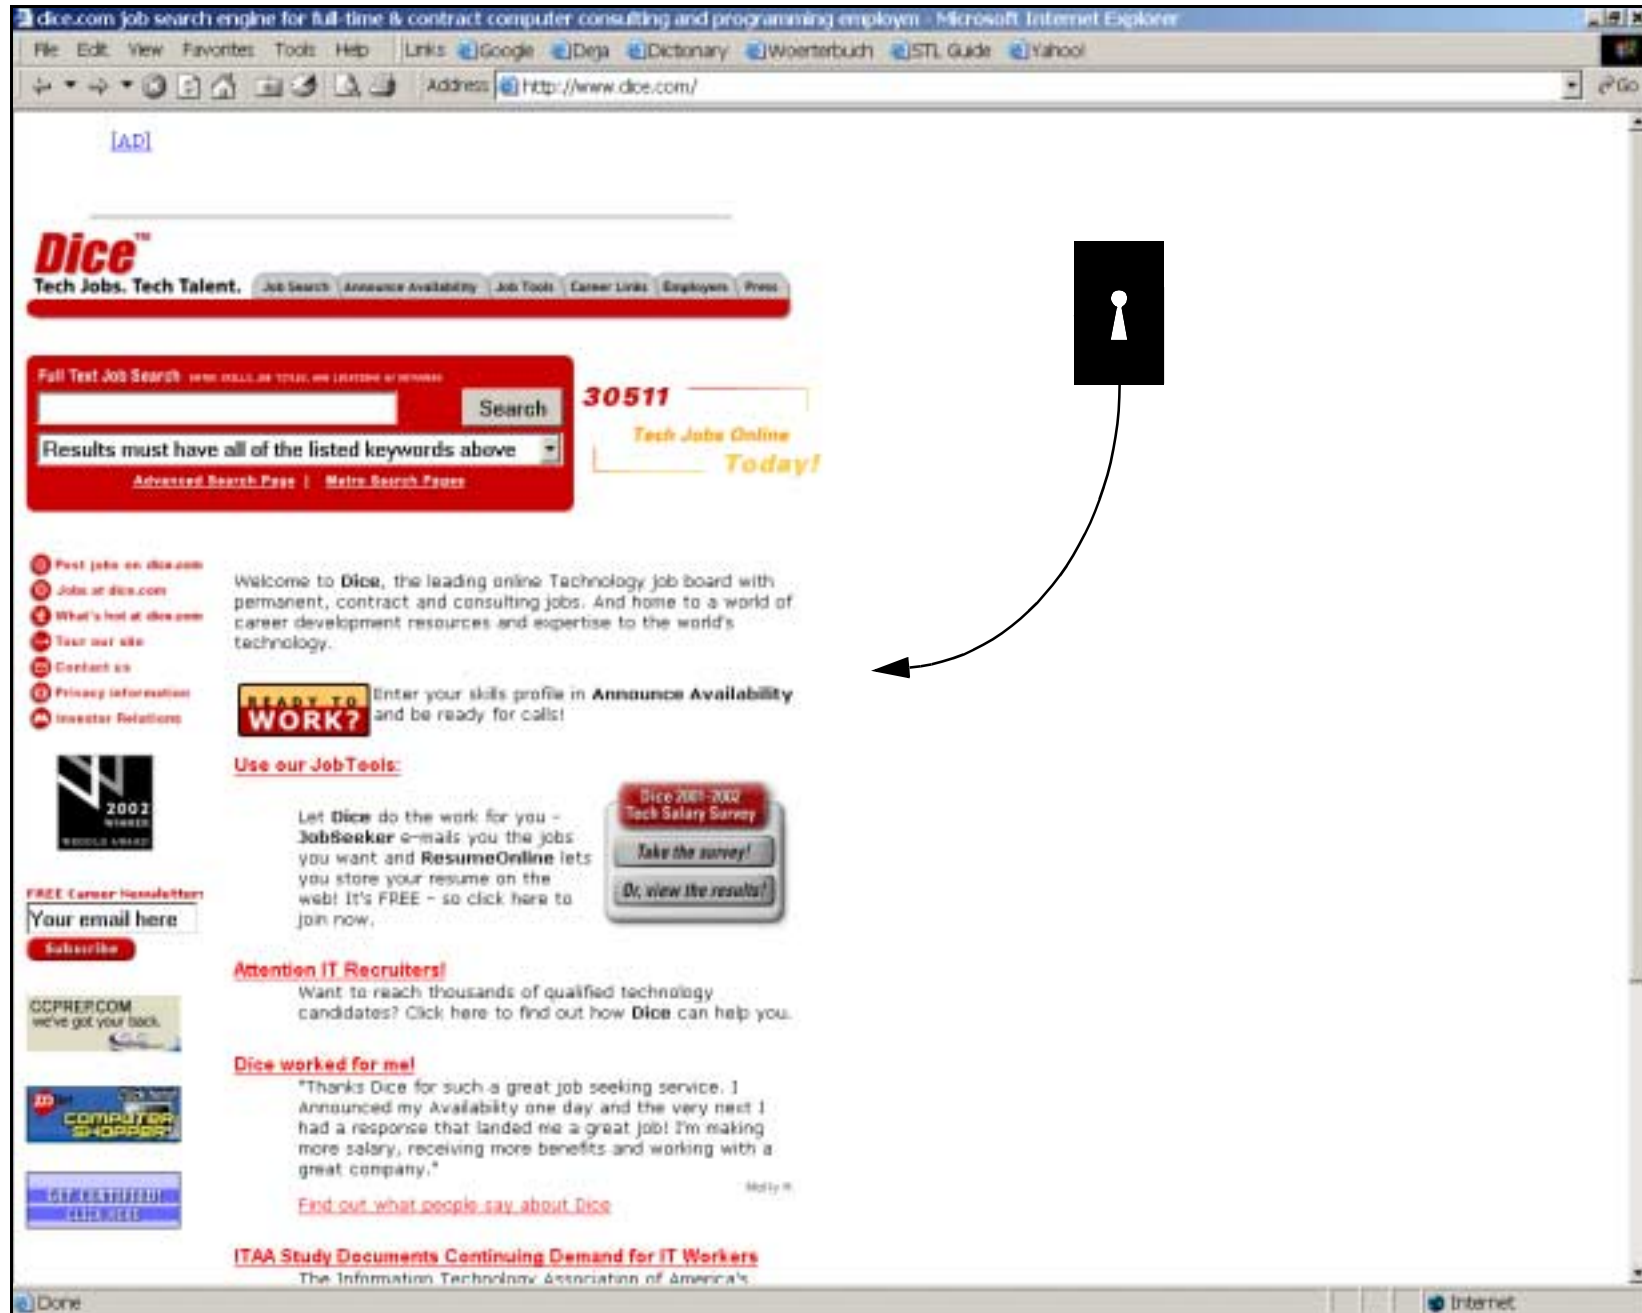 dice.com job search engine for full-time & contract computer consulting and programming employm - Microsoft Internet Explorer
File Edit View Favorites Tools Help Links Google Deja Dictionary Woerterbuch STL Guide Yahoo!
Address http://www.dice.com/ Go
[AD]
Dice™
Tech Jobs. Tech Talent.
Job Search Announce Availability Job Tools Career Links Employers Press
Full Text Job Search
Search
Results must have all of the listed keywords above
Advanced Search Page | Metro Search Pages
30511
Tech Jobs Online
Today!
Post jobs on dice.com
Jobs at dice.com
What's hot at dice.com
Tour our site
Contact us
Privacy information
Investor Relations
2002
WINNER
FREE Career Newsletter:
Your email here
Subscribe
CCPREP.COM
we've got your back.
COMPUTER
SHOPPER
GET CERTIFIED!
CLICK HERE
Welcome to Dice, the leading online Technology job board with
permanent, contract and consulting jobs. And home to a world of
career development resources and expertise to the world's
technology.
READY TO
WORK?
Enter your skills profile in Announce Availability
and be ready for calls!
Use our JobTools:
Let Dice do the work for you -
JobSeeker e-mails you the jobs
you want and ResumeOnline lets
you store your resume on the
web! It's FREE - so click here to
join now.
Dice 2001-2002
Tech Salary Survey
Take the survey!
Or, view the results!
Attention IT Recruiters!
Want to reach thousands of qualified technology
candidates? Click here to find out how Dice can help you.
Dice worked for me!
"Thanks Dice for such a great job seeking service. I
Announced my Availability one day and the very next I
had a response that landed me a great job! I'm making
more salary, receiving more benefits and working with a
great company."
Find out what people say about Dice
ITAA Study Documents Continuing Demand for IT Workers
The Information Technology Association of America's
Done
Internet